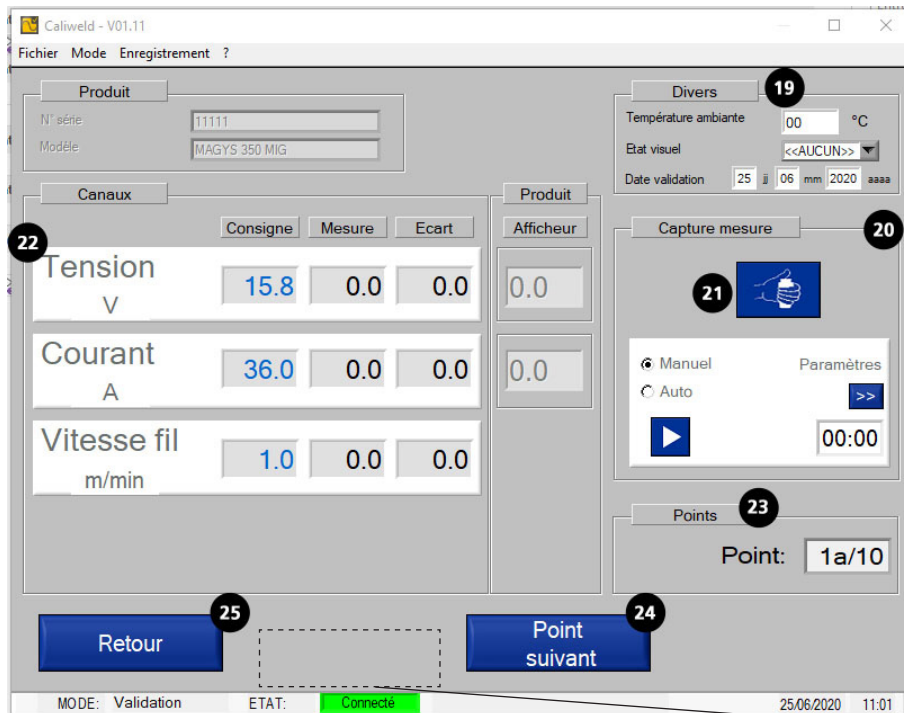 Caliweld - V01.11
Fichier Mode Enregistrement ?
Produit
N° série 11111
Modèle MAGYS 350 MIG
Divers 19
Température ambiante 00 °C
Etat visuel <<AUCUN>>
Date validation 25 jj 06 mm 2020 aaaa
Canaux
Consigne Mesure Ecart
22
Tension
V
15.8 0.0 0.0
Courant
A
36.0 0.0 0.0
Vitesse fil
m/min
1.0 0.0 0.0
Produit
Afficheur
0.0
0.0
Capture mesure 20
21
Manuel Paramètres
Auto >>
00:00
Points 23
Point: 1a/10
25
Retour
24
Point
suivant
MODE: Validation ETAT: Connecté 25/06/2020 11:01